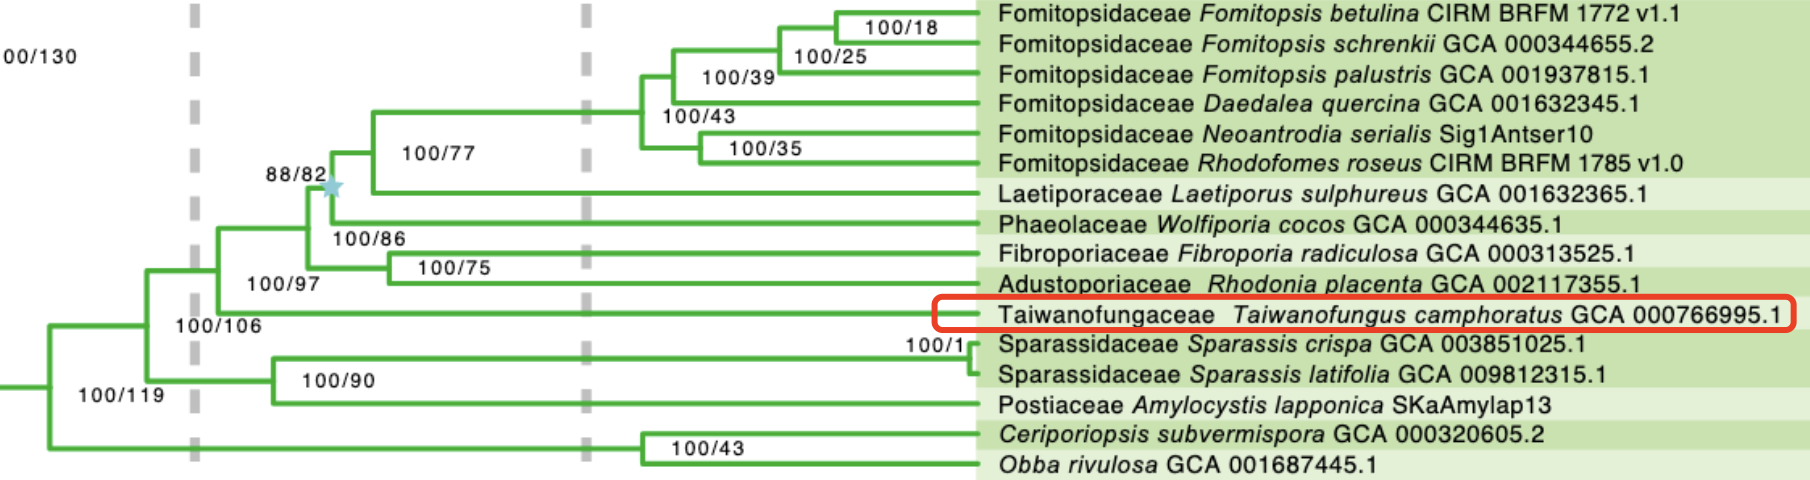 Fomitopsidaceae Fomitopsis betulina CIRM BRFM 1772 v1.1
100/18
Fomitopsidaceae Fomitopsis schrenkii GCA 000344655.2
00/130
100/25
Fomitopsidaceae Fomitopsis palustris GCA 001937815.1
100/39
Fomitopsidaceae Daedalea quercina GCA 001632345.1
100/43
Fomitopsidaceae Neoantrodia serialis Sig1Antser10
100/35
100/77
Fomitopsidaceae Rhodofomes roseus CIRM BRFM 1785 v1.0
88/82
Laetiporaceae Laetiporus sulphureus GCA 001632365.1
Phaeolaceae Wolfiporia cocos GCA 000344635.1
100/86
Fibroporiaceae Fibroporia radiculosa GCA 000313525.1
100/75
100/97
Adustoporiaceae Rhodonia placenta GCA 002117355.1
Taiwanofungaceae Taiwanofungus camphoratus GCA 000766995.1
100/106
100/1
Sparassidaceae Sparassis crispa GCA 003851025.1
100/90
Sparassidaceae Sparassis latifolia GCA 009812315.1
100/119
Postiaceae Amylocystis lapponica SKaAmylap13
Ceriporiopsis subvermispora GCA 000320605.2
100/43
Obba rivulosa GCA 001687445.1